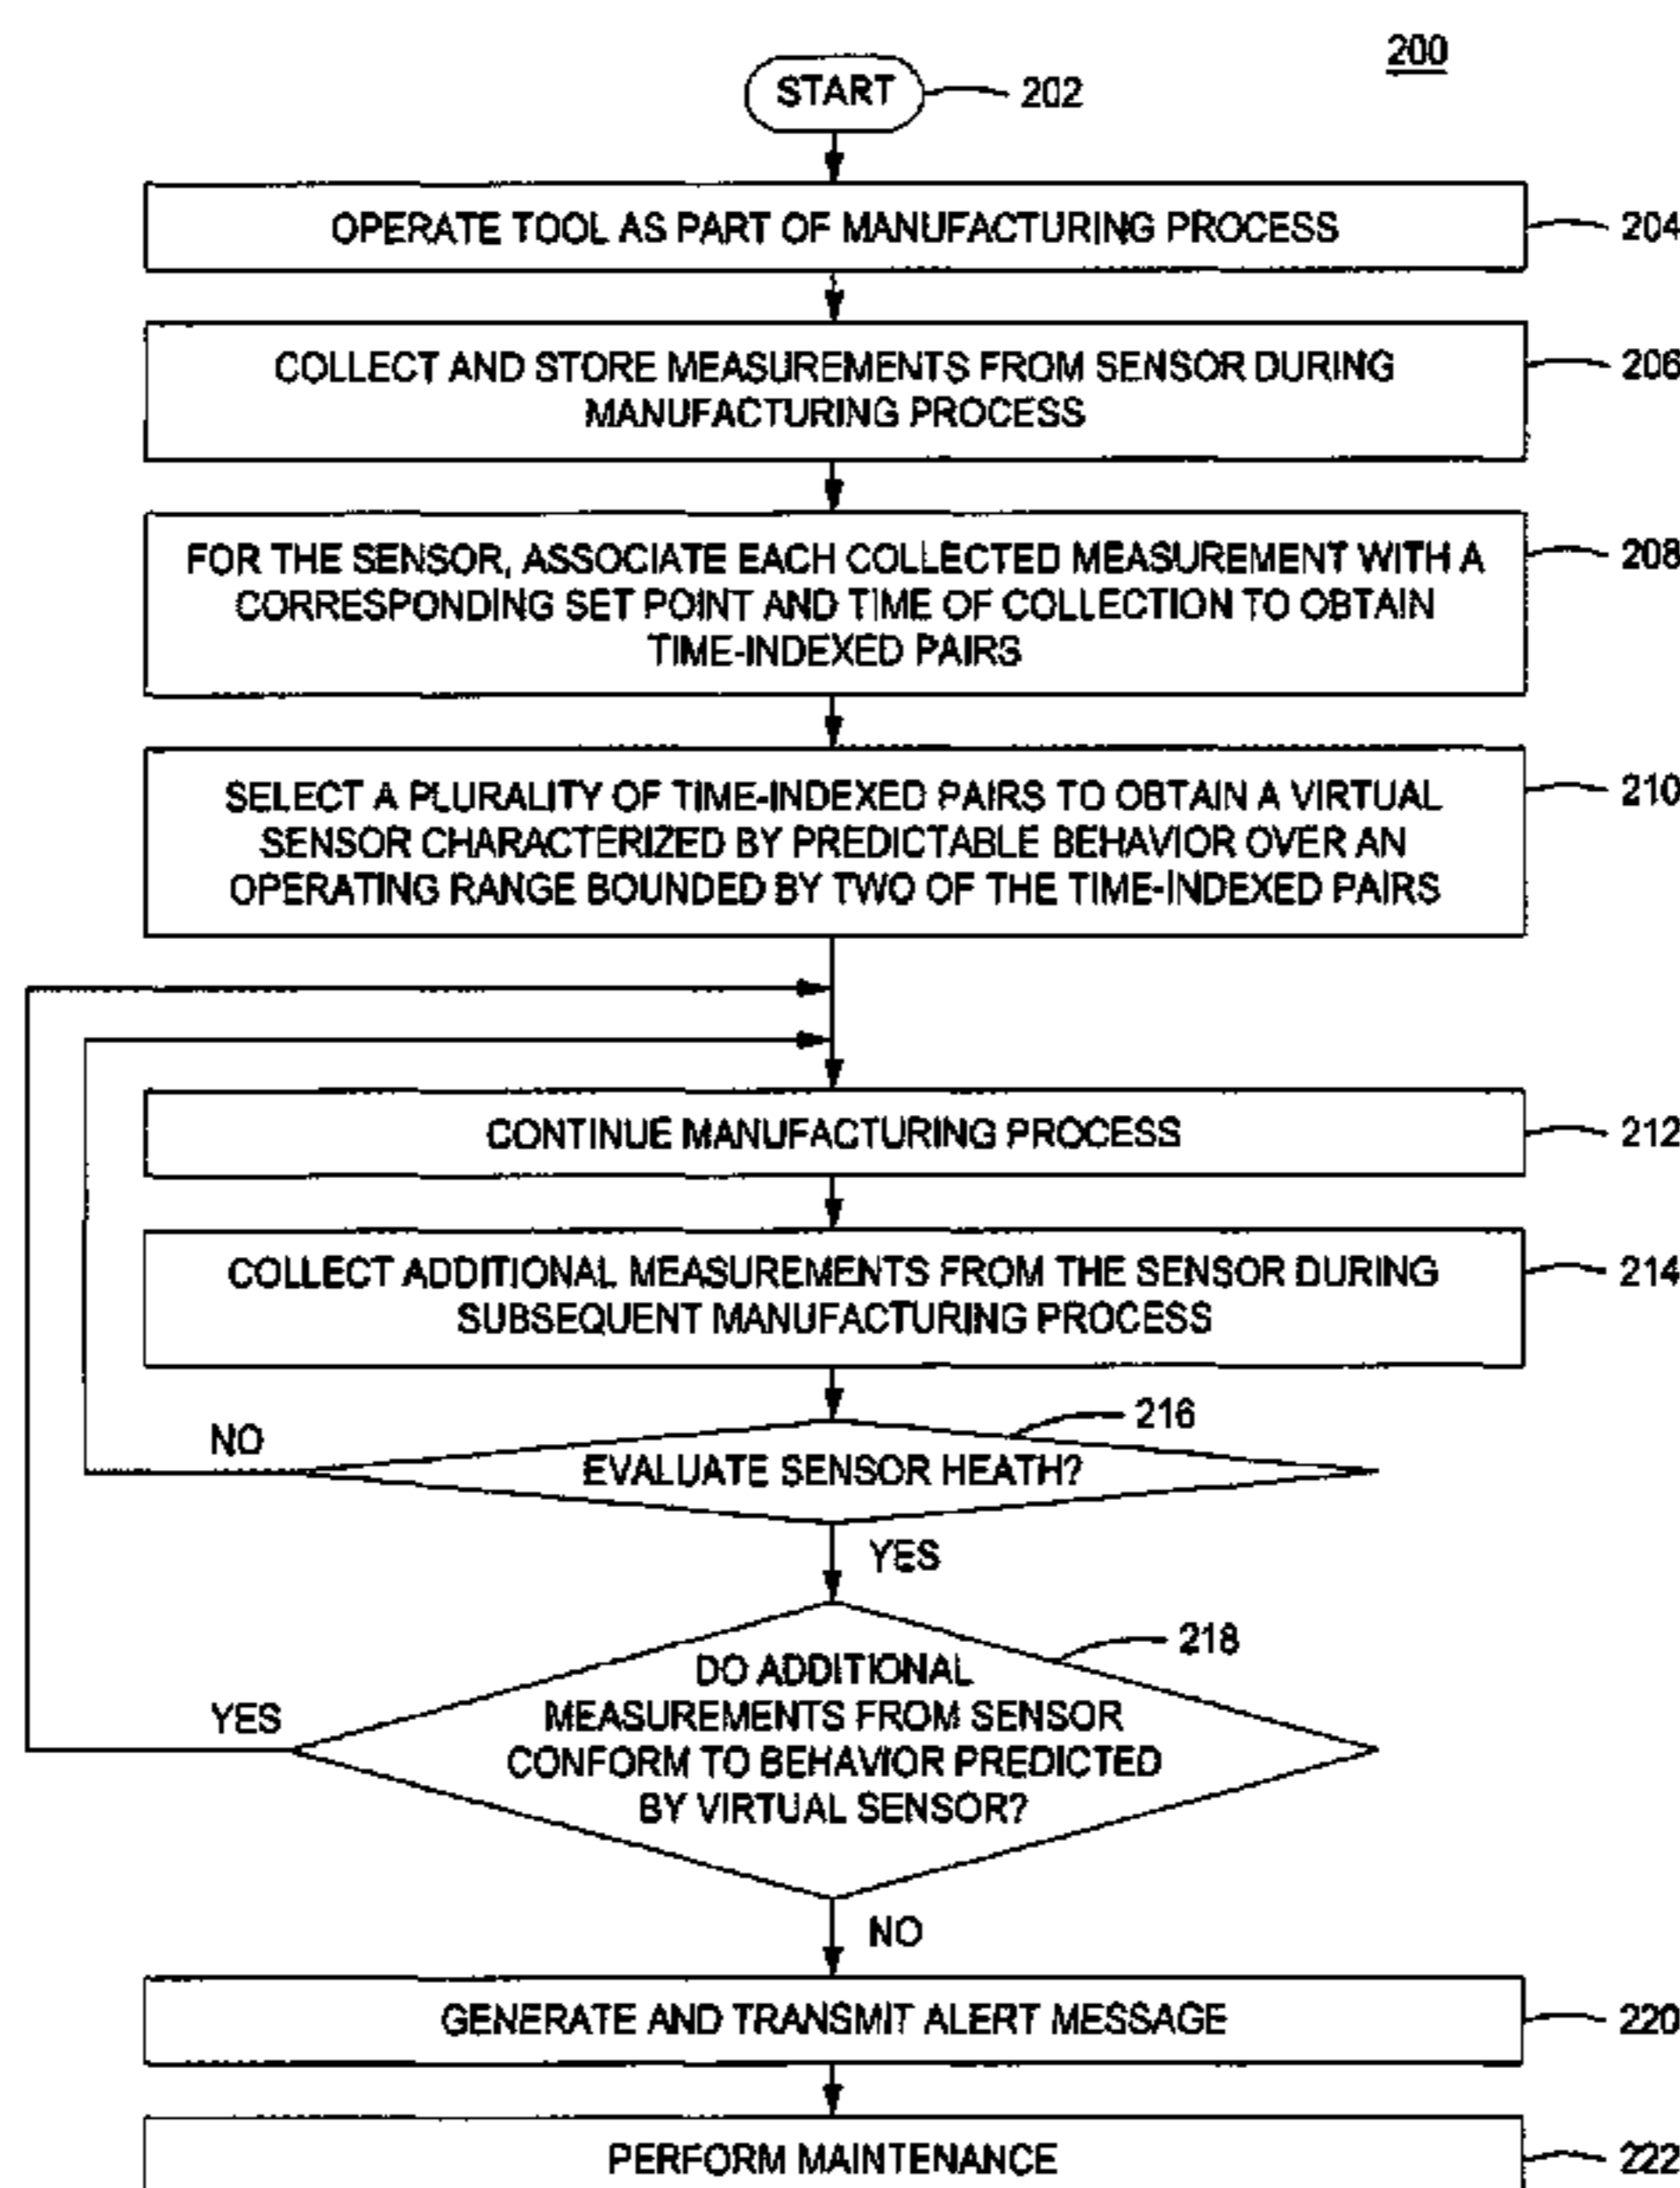 200
START
202
OPERATE TOOL AS PART OF MANUFACTURING PROCESS
204
COLLECT AND STORE MEASUREMENTS FROM SENSOR DURING
MANUFACTURING PROCESS
206
FOR THE SENSOR, ASSOCIATE EACH COLLECTED MEASUREMENT WITH A
CORRESPONDING SET POINT AND TIME OF COLLECTION TO OBTAIN
TIME-INDEXED PAIRS
208
SELECT A PLURALITY OF TIME-INDEXED PAIRS TO OBTAIN A VIRTUAL
SENSOR CHARACTERIZED BY PREDICTABLE BEHAVIOR OVER AN
OPERATING RANGE BOUNDED BY TWO OF THE TIME-INDEXED PAIRS
210
CONTINUE MANUFACTURING PROCESS
212
COLLECT ADDITIONAL MEASUREMENTS FROM THE SENSOR DURING
SUBSEQUENT MANUFACTURING PROCESS
214
216
NO
EVALUATE SENSOR HEATH?
YES
218
DO ADDITIONAL
MEASUREMENTS FROM SENSOR
CONFORM TO BEHAVIOR PREDICTED
BY VIRTUAL SENSOR?
YES
NO
GENERATE AND TRANSMIT ALERT MESSAGE
220
PERFORM MAINTENANCE
222